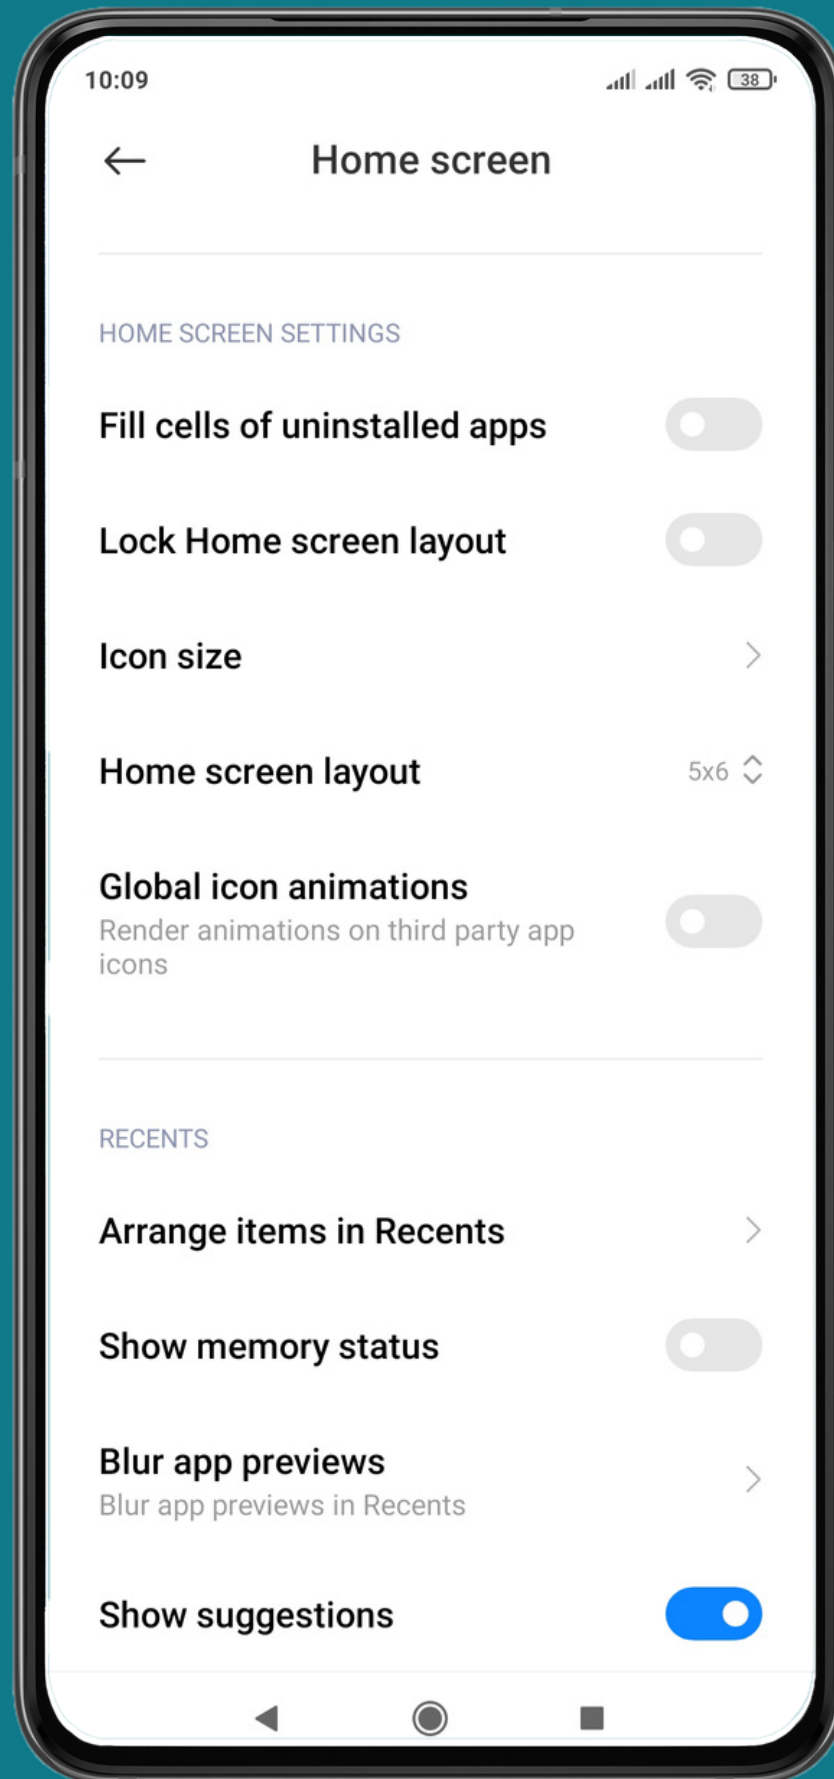 10:09
38
Home screen
HOME SCREEN SETTINGS
Fill cells of uninstalled apps
Lock Home screen layout
Icon size
Home screen layout
5x6
Global icon animations
Render animations on third party app
icons
RECENTS
Arrange items in Recents
Show memory status
Blur app previews
Blur app previews in Recents
Show suggestions